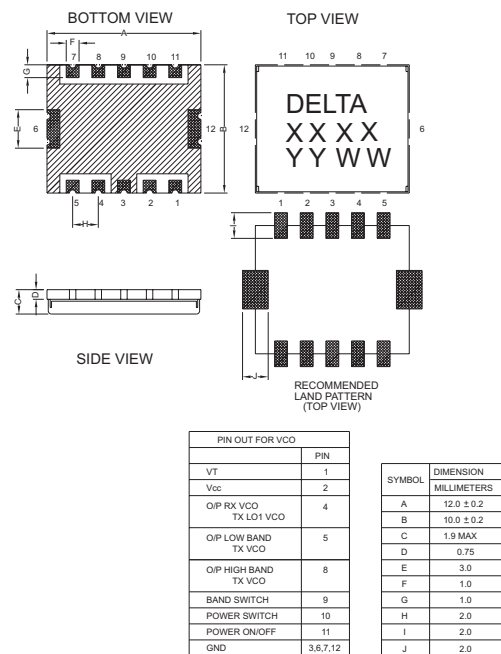 BOTTOM VIEW
TOP VIEW
A
F
7 8 9 10 11
G
E
6
12
B
5 4 3 2 1
H
11 10 9 8 7
12
DELTA
XX XX
YY WW
6
1 2 3 4 5
I
J
C
D
SIDE VIEW
RECOMMENDED
LAND PATTERN
(TOP VIEW)
PIN OUT FOR VCO
PIN
VT 1
Vcc 2
O/P RX VCO 4
TX LO1 VCO
O/P LOW BAND 5
TX VCO
O/P HIGH BAND 8
TX VCO
BAND SWITCH 9
POWER SWITCH 10
POWER ON/OFF 11
GND 3,6,7,12
SYMBOL DIMENSION
MILLIMETERS
A 12.0 ± 0.2
B 10.0 ± 0.2
C 1.9 MAX
D 0.75
E 3.0
F 1.0
G 1.0
H 2.0
I 2.0
J 2.0